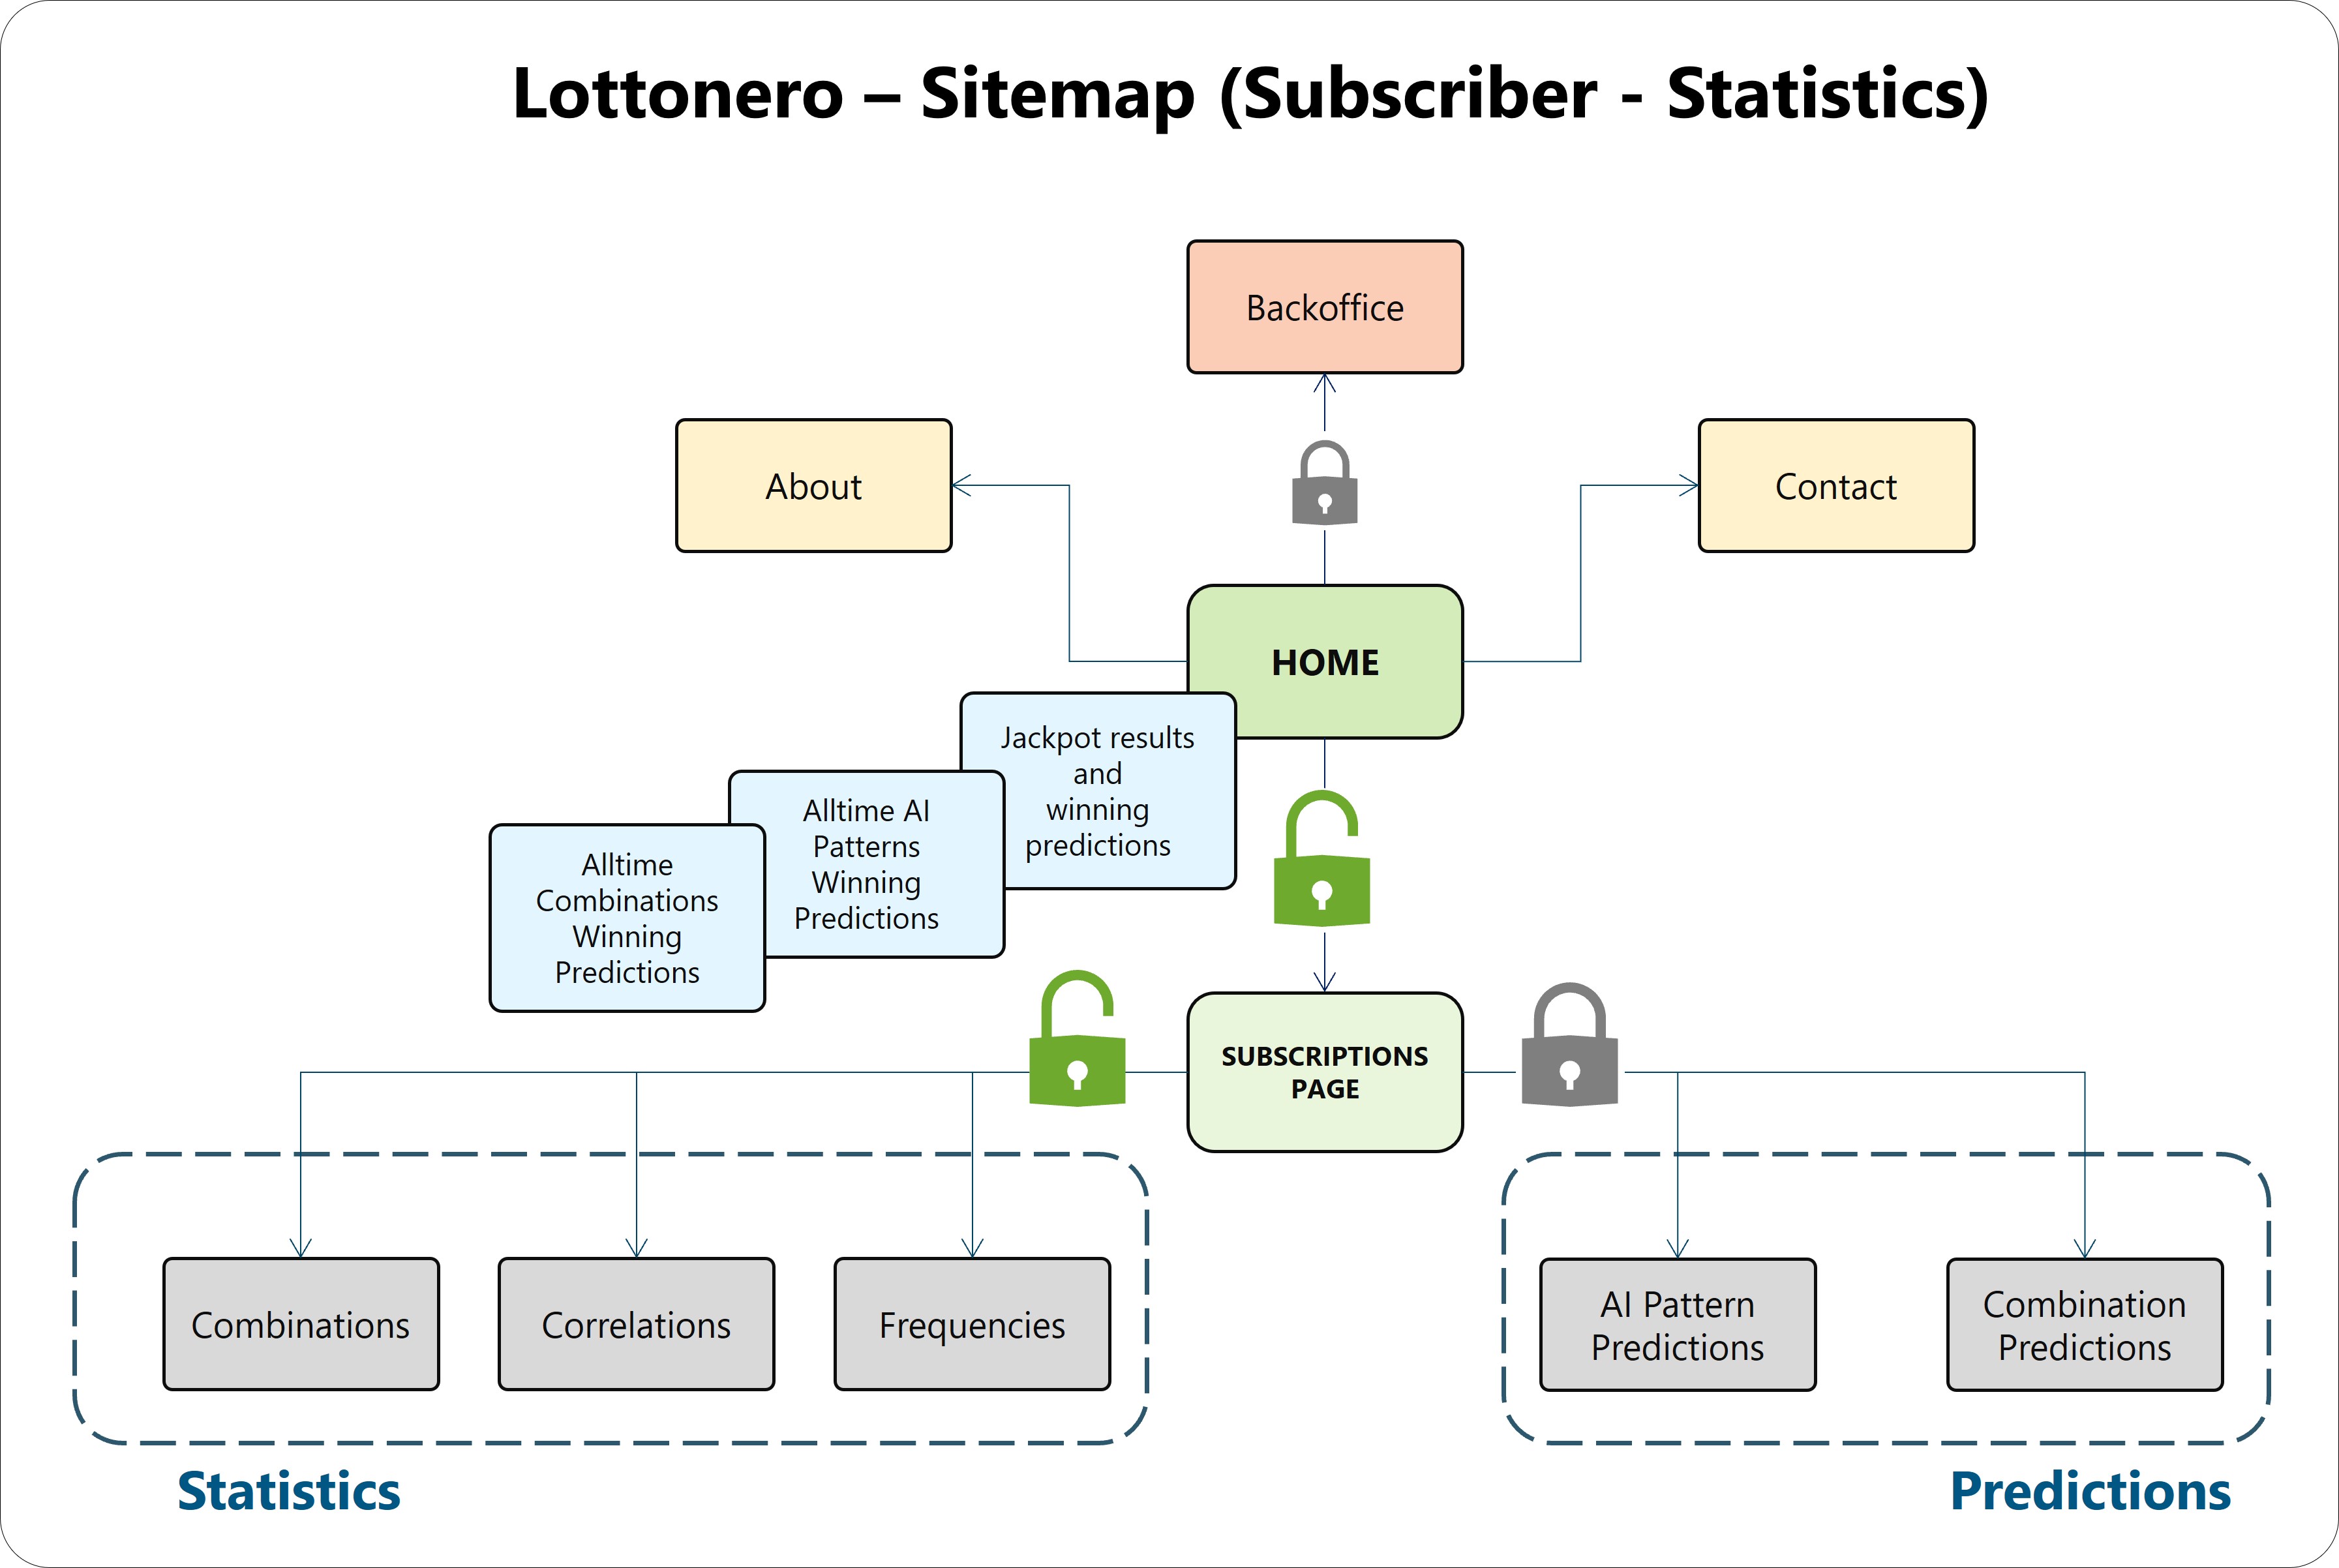 Lottonero – Sitemap (Subscriber - Statistics)
Backoffice
About
Contact
HOME
Jackpot results
and
winning
predictions
Alltime AI
Patterns
Winning
Predictions
Alltime
Combinations
Winning
Predictions
SUBSCRIPTIONS
PAGE
Combinations
Correlations
Frequencies
AI Pattern
Predictions
Combination
Predictions
Statistics
Predictions